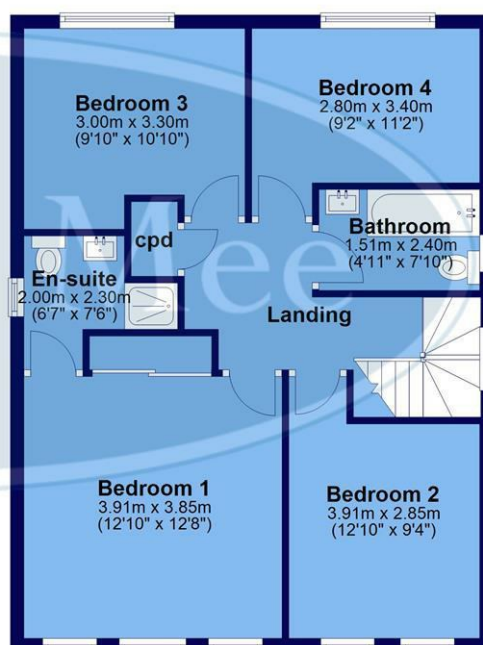 Bedroom 3
3.00m x 3.30m
(9'10" x 10'10")
Bedroom 4
2.80m x 3.40m
(9'2" x 11'2")
Mee
cpd
Bathroom
1.51m x 2.40m
(4'11" x 7'10")
En-suite
2.00m x 2.30m
(6'7" x 7'6")
Landing
Bedroom 1
3.91m x 3.85m
(12'10" x 12'8")
Bedroom 2
3.91m x 2.85m
(12'10" x 9'4")